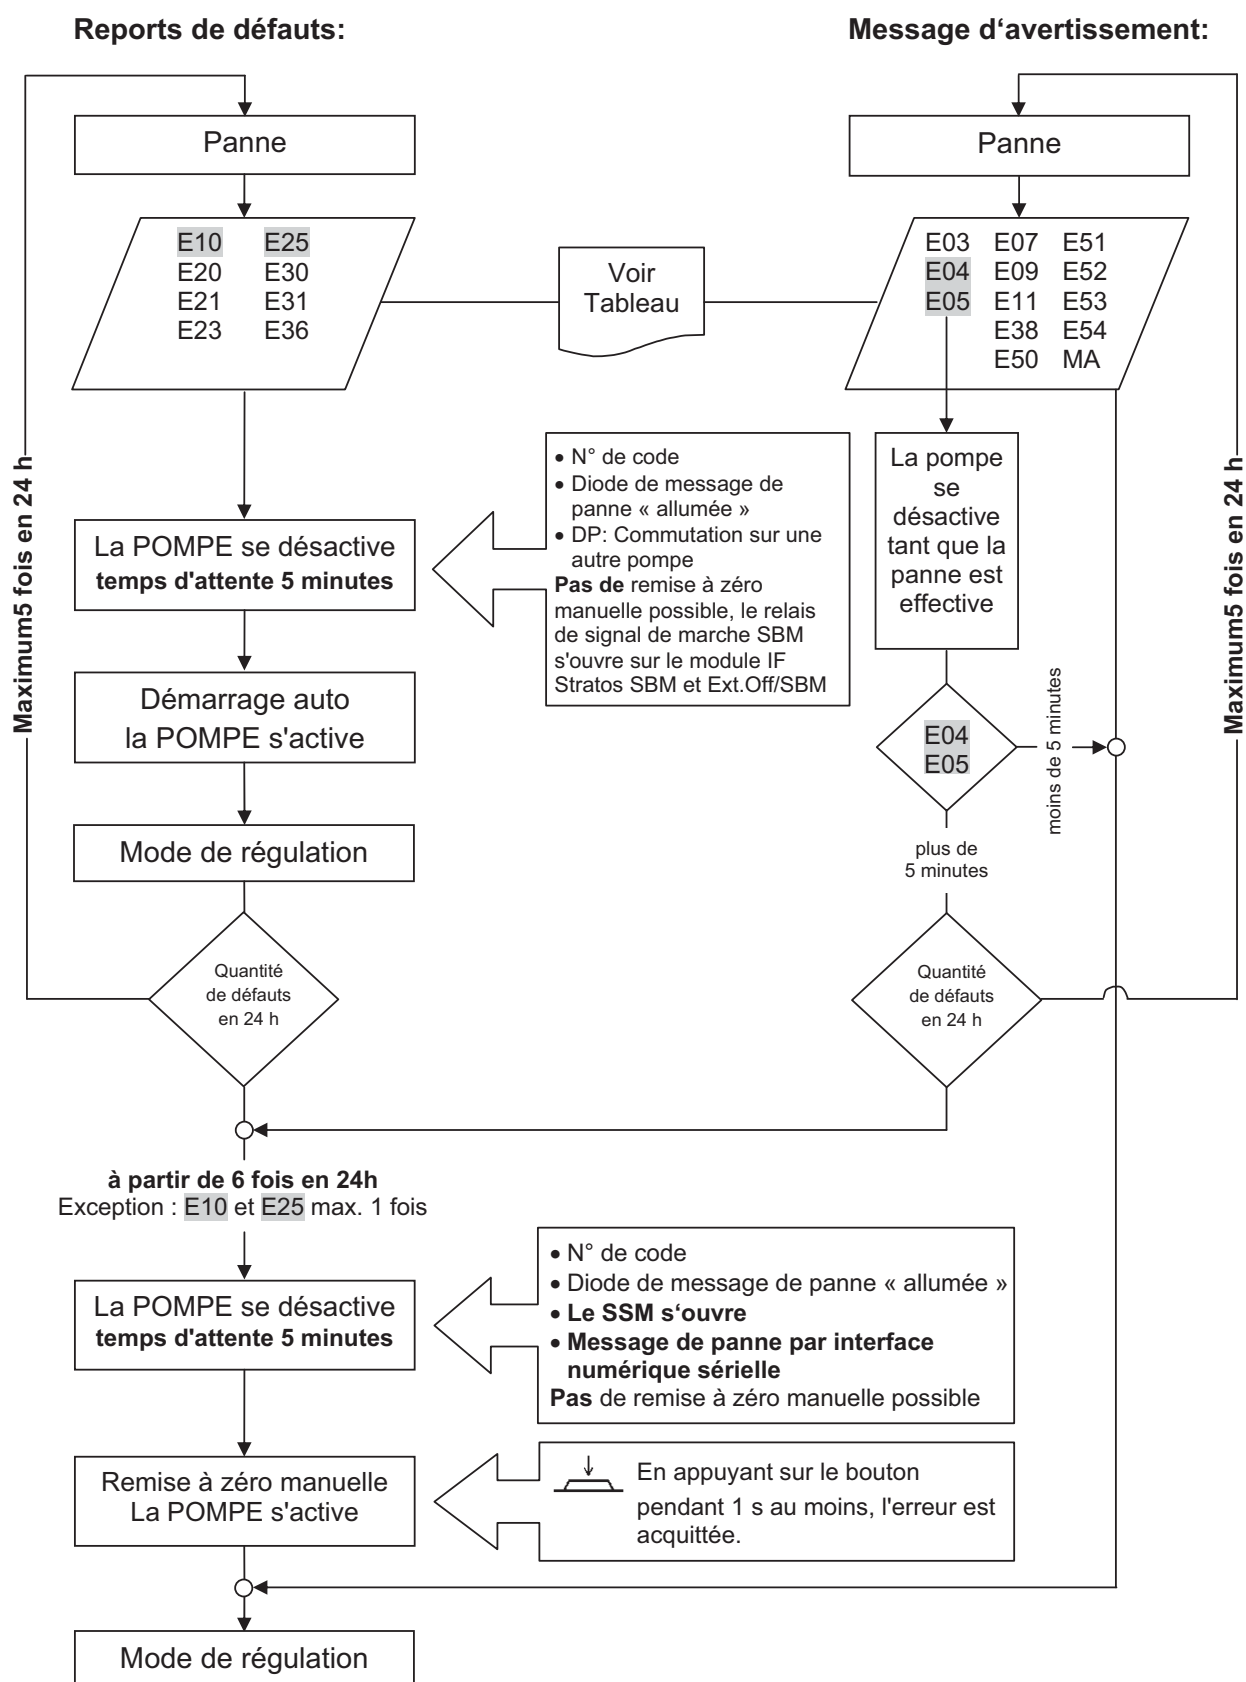 Reports de défauts:
Message d‘avertissement:
Panne
Panne
E10 E25
E20 E30
E21 E31
E23 E36
Voir
Tableau
E03 E07 E51
E04 E09 E52
E05 E11 E53
E38 E54
E50 MA
Maximum5 fois en 24 h
Maximum5 fois en 24 h
La POMPE se désactive
temps d'attente 5 minutes
• N° de code
• Diode de message de
panne « allumée »
• DP: Commutation sur une
autre pompe
Pas de remise à zéro
manuelle possible, le relais
de signal de marche SBM
s'ouvre sur le module IF
Stratos SBM et Ext.Off/SBM
La pompe
se
désactive
tant que la
panne est
effective
Démarrage auto
la POMPE s'active
E04
E05
moins de 5 minutes
Mode de régulation
plus de
5 minutes
Quantité
de défauts
en 24 h
Quantité
de défauts
en 24 h
à partir de 6 fois en 24h
Exception : E10 et E25 max. 1 fois
La POMPE se désactive
temps d'attente 5 minutes
• N° de code
• Diode de message de panne « allumée »
• Le SSM s‘ouvre
• Message de panne par interface
numérique sérielle
Pas de remise à zéro manuelle possible
Remise à zéro manuelle
La POMPE s'active
En appuyant sur le bouton
pendant 1 s au moins, l'erreur est
acquittée.
Mode de régulation